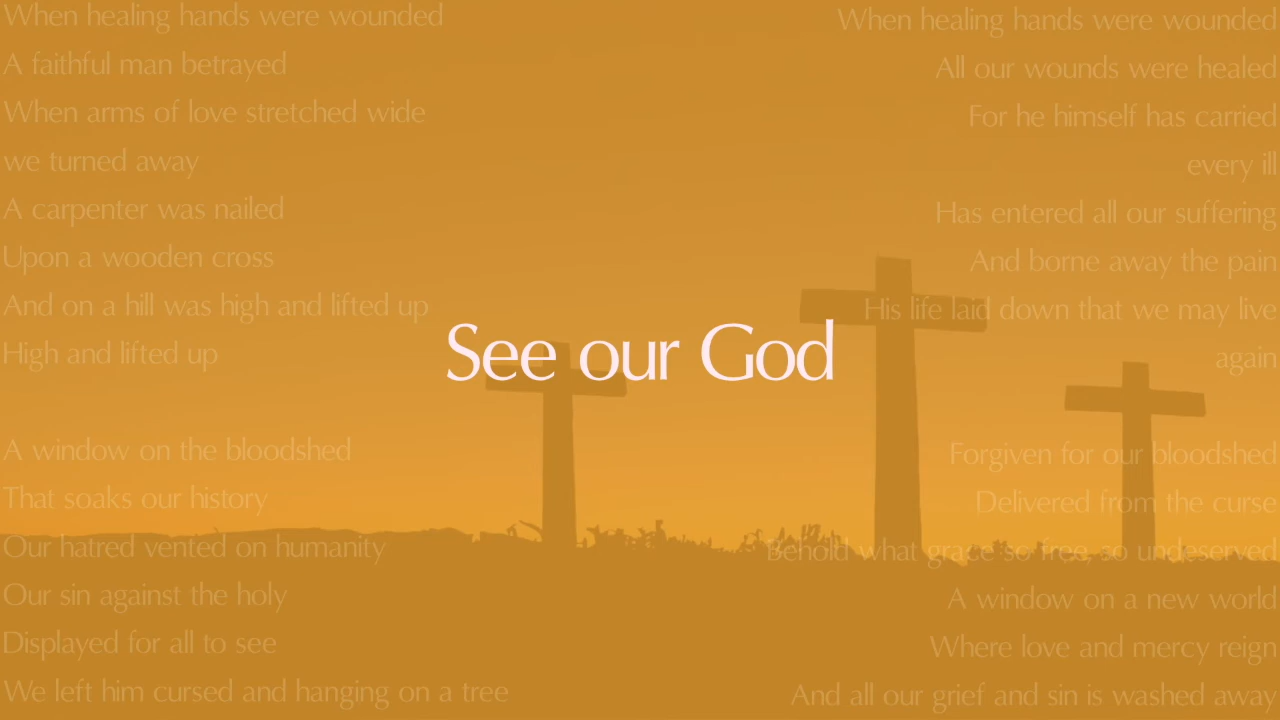 When healing hands were wounded
A faithful man betrayed
When arms of love stretched wide
we turned away
A carpenter was nailed
Upon a wooden cross
And on a hill was high and lifted up
High and lifted up
A window on the bloodshed
That soaks our history
Our hatred vented on humanity
Our sin against the holy
Displayed for all to see
We left him cursed and hanging on a tree
See our God
When healing hands were wounded
All our wounds were healed
For he himself has carried
every ill
Has entered all our suffering
And borne away the pain
His life laid down that we may live
again
Forgiven for our bloodshed
Delivered from the curse
Behold what grace so free, so undeserved
A window on a new world
Where love and mercy reign
And all our grief and sin is washed away